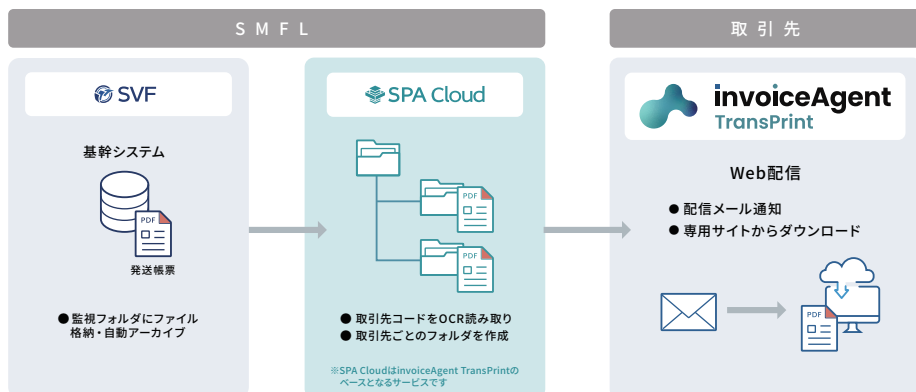 SMFL
取引先
SVF
基幹システム
PDF
発送帳票
●監視フォルダにファイル
格納・自動アーカイブ
SPA Cloud
PDF
PDF
●取引先コードをOCR読み取り
●取引先ごとのフォルダを作成
※SPA CloudはinvoiceAgent TransPrintの
ベースとなるサービスです
invoiceAgent
TransPrint
Web配信
●配信メール通知
●専用サイトからダウンロード
PDF